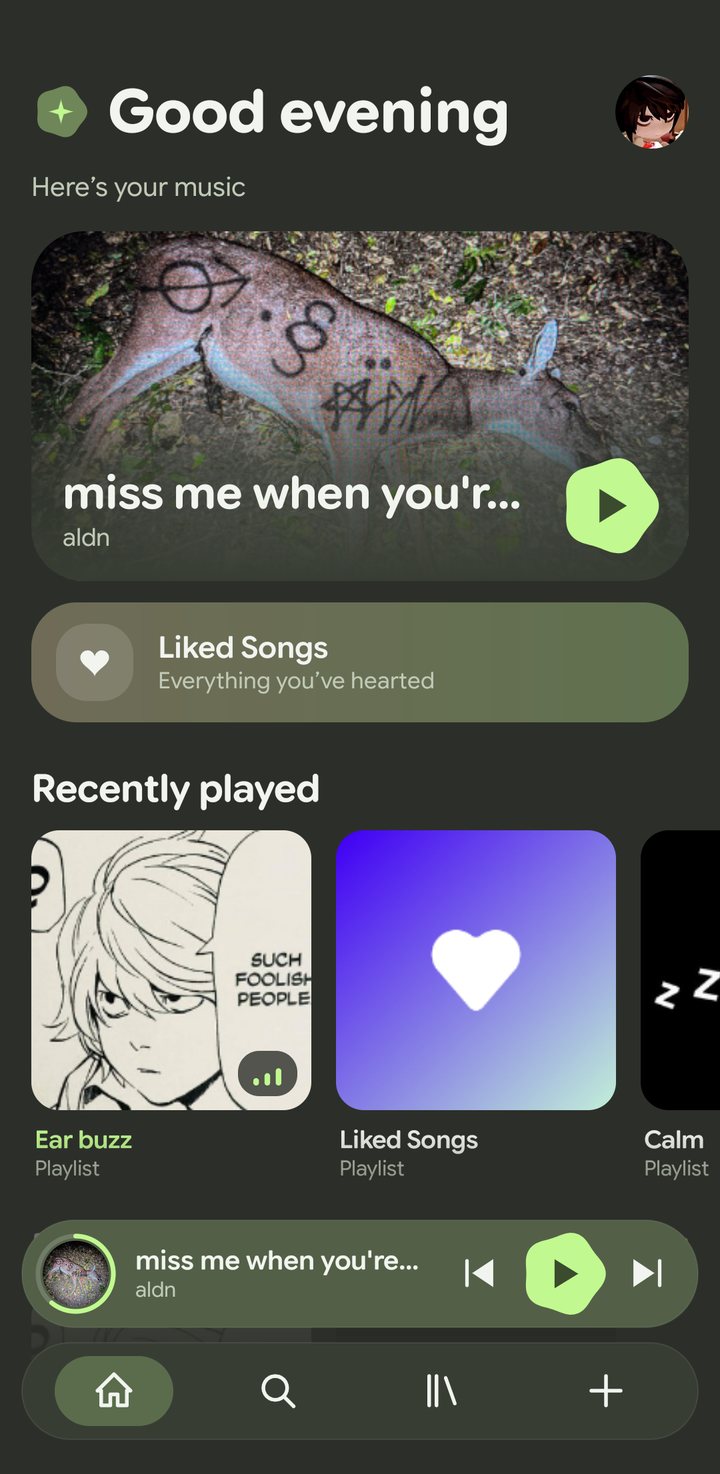 Good evening
Here’s your music
miss me when you'r...
aldn
Liked Songs
Everything you’ve hearted
Recently played
?
SUCH
FOOLISH
PEOPLE
Ear buzz
Playlist
Liked Songs
Playlist
z z
Calm
Playlist
miss me when you're...
aldn